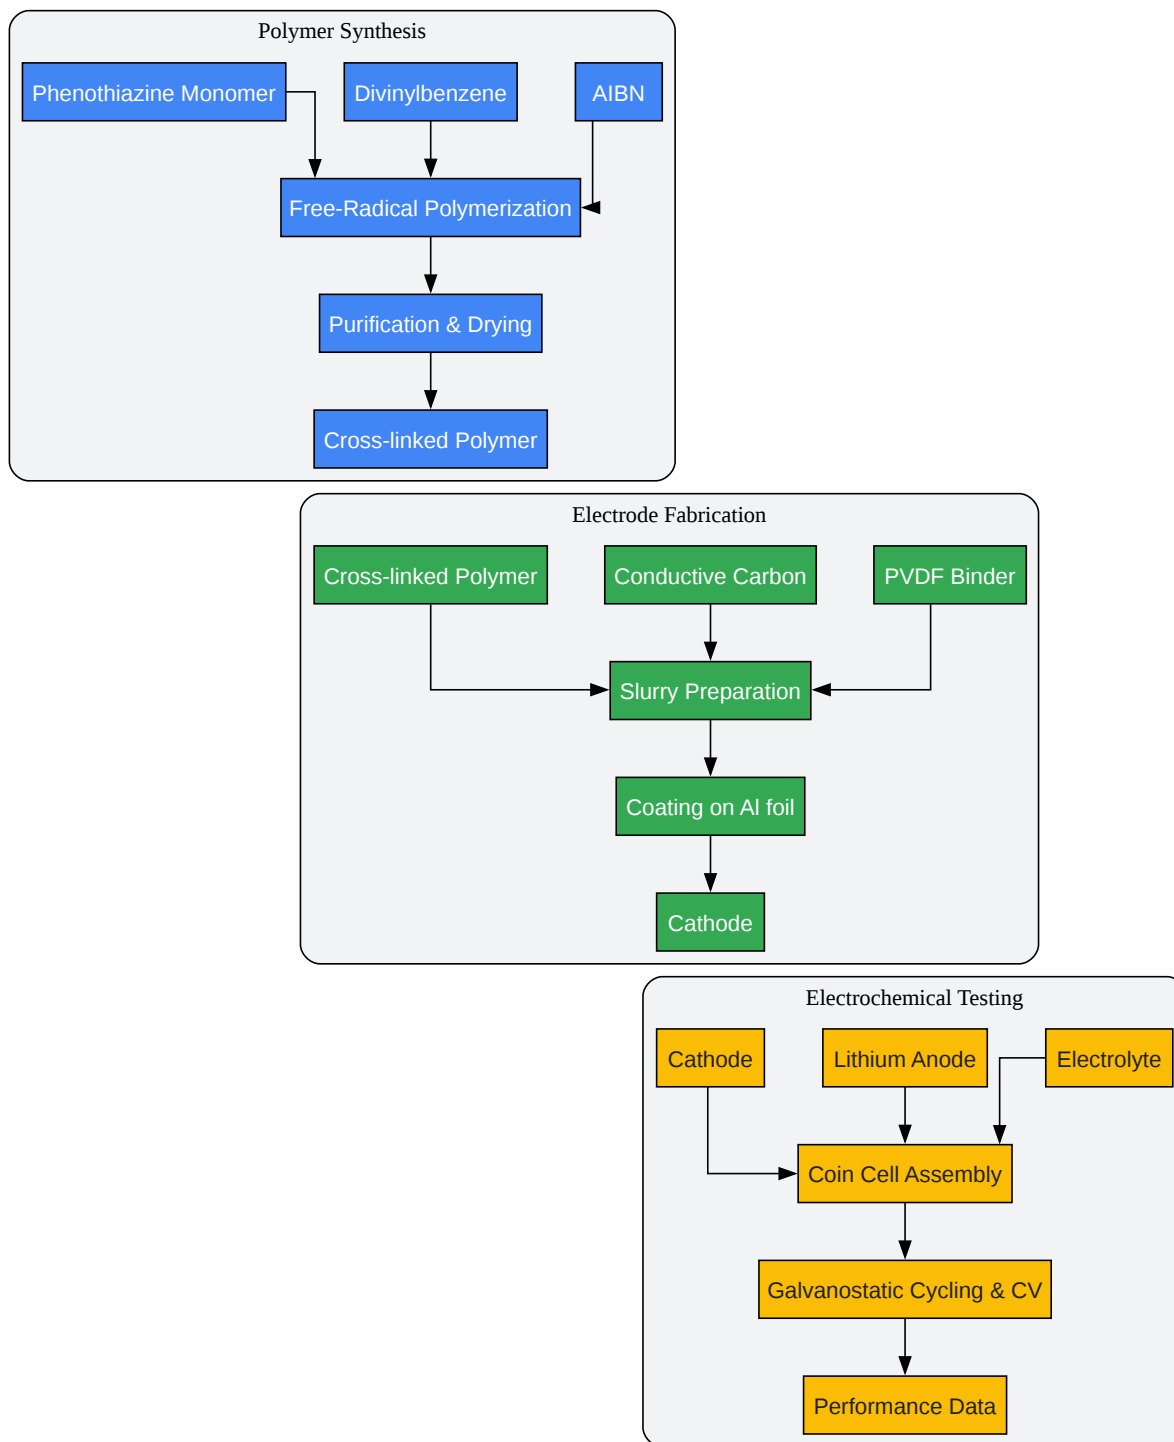 Polymer Synthesis
Phenothiazine Monomer
Divinylbenzene
AIBN
Free-Radical Polymerization
Purification & Drying
Cross-linked Polymer
Electrode Fabrication
Cross-linked Polymer
Conductive Carbon
PVDF Binder
Slurry Preparation
Coating on Al foil
Cathode
Electrochemical Testing
Cathode
Lithium Anode
Electrolyte
Coin Cell Assembly
Galvanostatic Cycling & CV
Performance Data